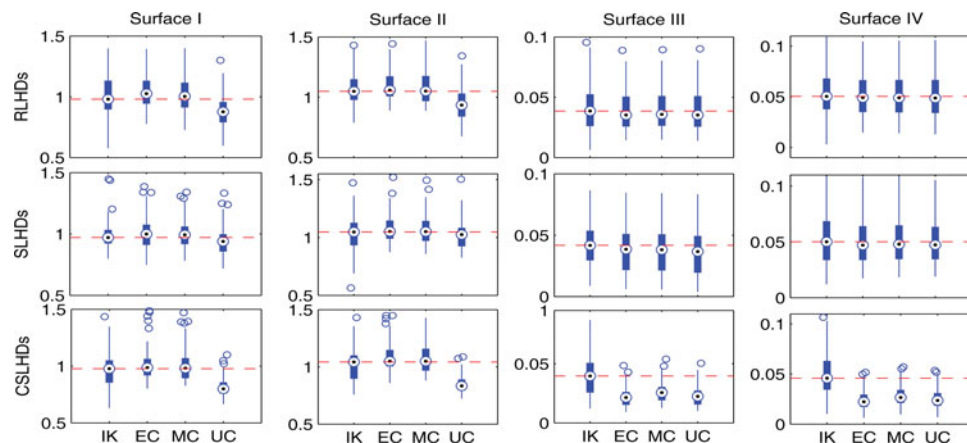 Surface I Surface II Surface III Surface IV
RLHDs 1.5 1 0.5 1.5 1 0.5 0.1 0.05 0 0.1 0.05 0
SLHDs 1.5 1 0.5 1.5 1 0.5 0.1 0.05 0 0.1 0.05 0
CSLHDs 1.5 1 0.5 1.5 1 0.5 0.1 0.05 0 0.1 0.05 0
IK EC MC UC IK EC MC UC IK EC MC UC IK EC MC UC